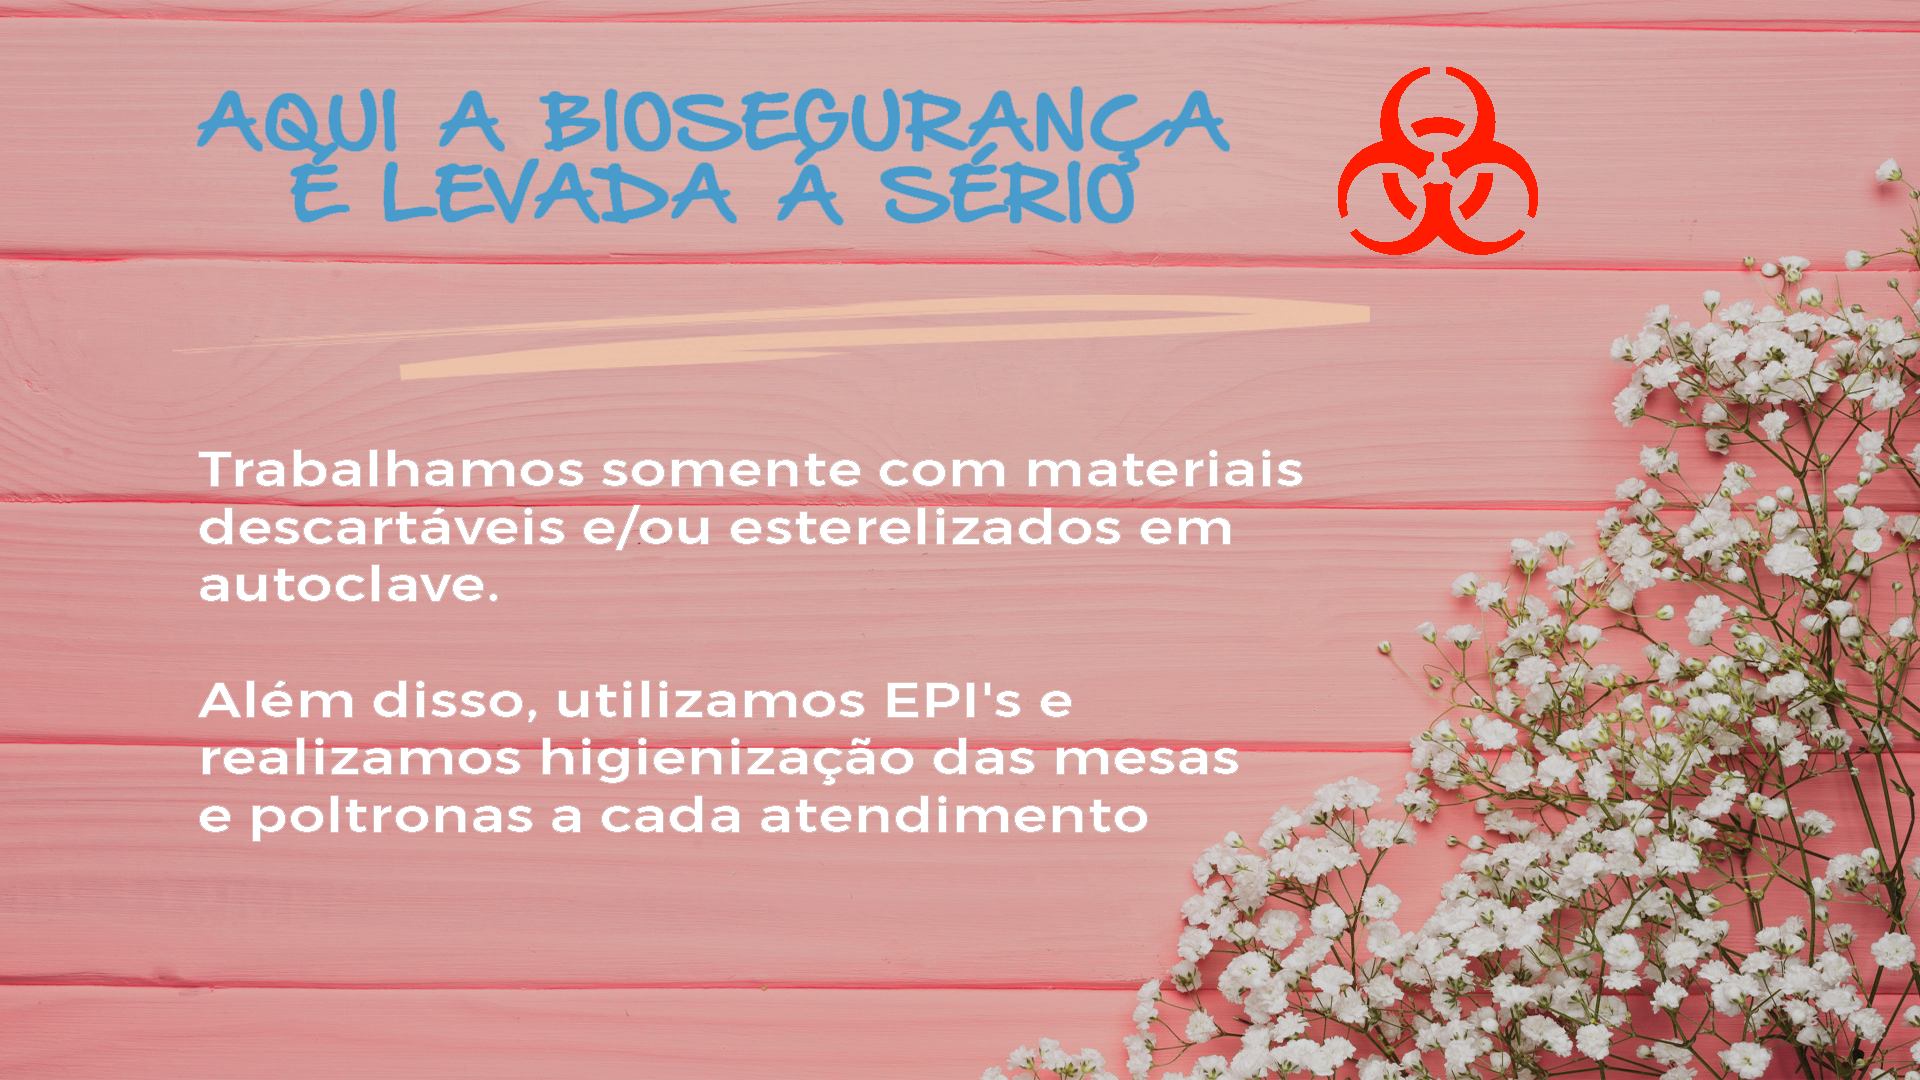 AQUI A BIOSEGURANÇA
É LEVADA Á SÉRIO
Trabalhamos somente com materiais
descartáveis e/ou esterelizados em
autoclave.
Além disso, utilizamos EPI's e
realizamos higienização das mesas
e poltronas a cada atendimento